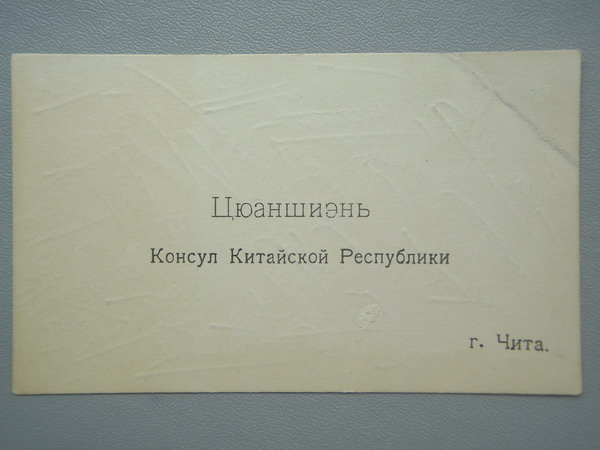 Цюаншиэнь
Консул Китайской Республики
г. Чита.